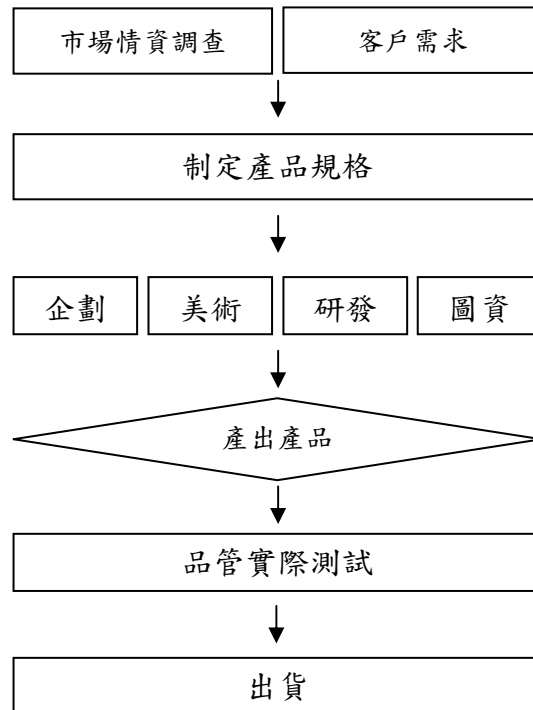 市場情資調查
客戶需求
制定產品規格
企劃
美術
研發
圖資
產出產品
品管實際測試
出貨